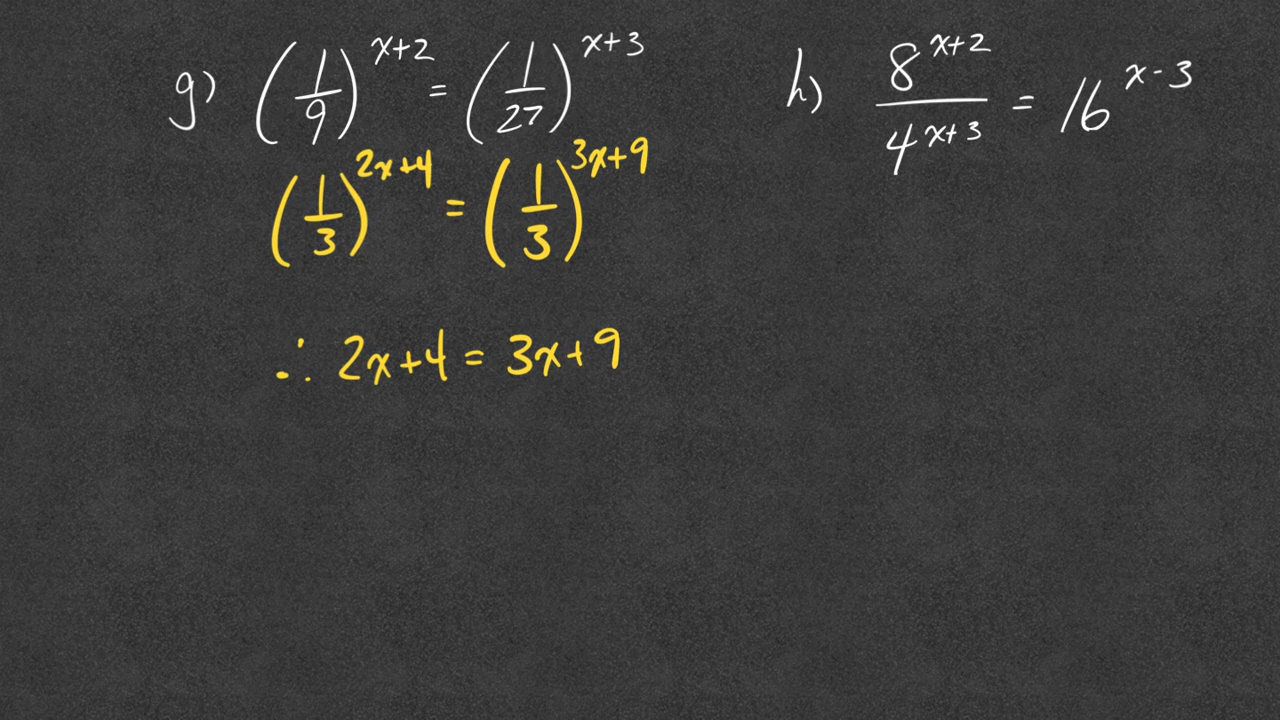 g) (1/9)^(x+2) = (1/27)^(x+3)
(1/3)^(2x+4) = (1/3)^(3x+9)
∴ 2x+4 = 3x+9
h) 8^(x+2)/4^(x+3) = 16^(x-3)